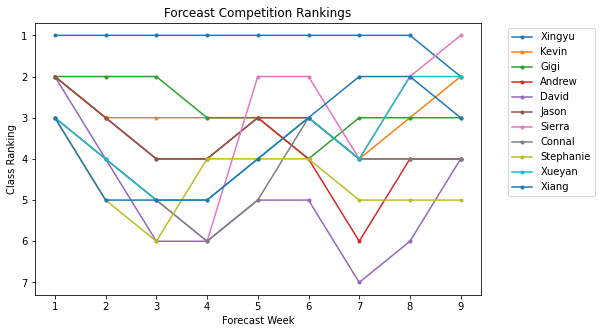 Forceast Competition Rankings
Class Ranking
1
2
3
4
5
6
7
1 2 3 4 5 6 7 8 9
Forecast Week
Xingyu
Kevin
Gigi
Andrew
David
Jason
Sierra
Connal
Stephanie
Xueyan
Xiang